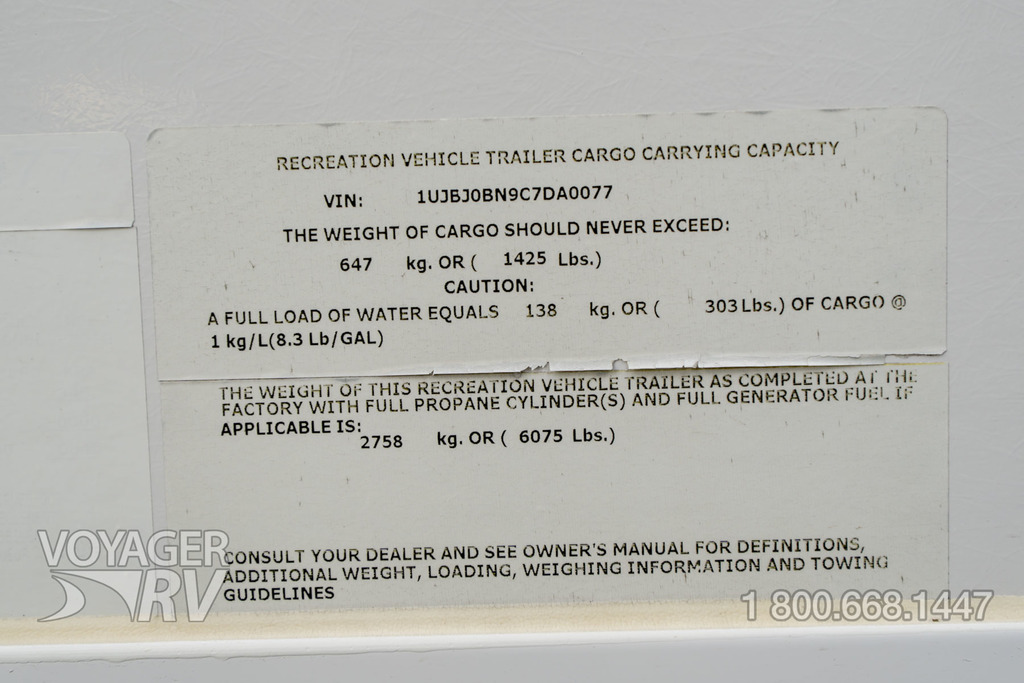 RECREATION VEHICLE TRAILER CARGO CARRYING CAPACITY
VIN: 1UJBJ0BN9C7DA0077
THE WEIGHT OF CARGO SHOULD NEVER EXCEED:
647 kg. OR ( 1425 Lbs.)
CAUTION:
A FULL LOAD OF WATER EQUALS 138 kg. OR ( 303 Lbs.) OF CARGO @
1 kg/L(8.3 Lb/GAL)
THE WEIGHT OF THIS RECREATION VEHICLE TRAILER AS COMPLETED AT THE
FACTORY WITH FULL PROPANE CYLINDER(S) AND FULL GENERATOR FUEL IF
APPLICABLE IS:
2758 kg. OR ( 6075 Lbs.)
CONSULT YOUR DEALER AND SEE OWNER'S MANUAL FOR DEFINITIONS,
ADDITIONAL WEIGHT, LOADING, WEIGHING INFORMATION AND TOWING
GUIDELINES
VOYAGER
RV
1 800.668.1447